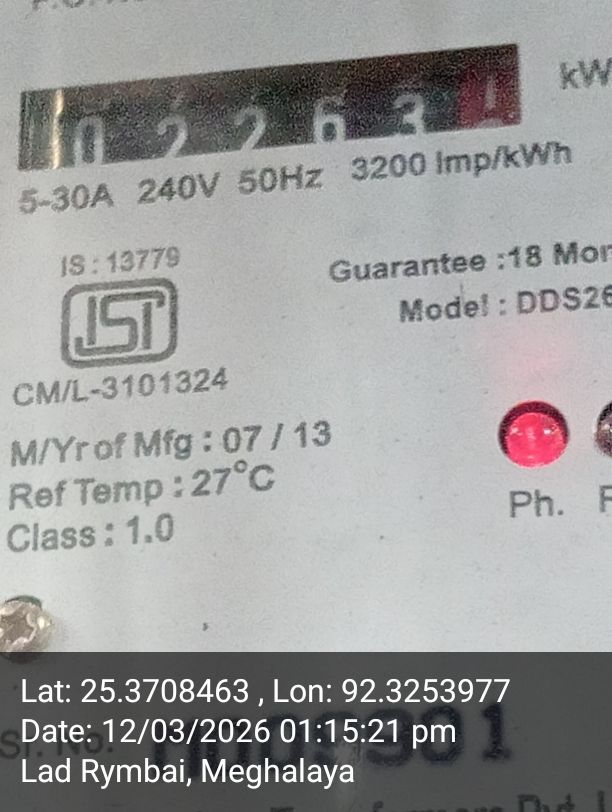 kW
0 2 2 6 3
5-30A 240V 50Hz 3200 Imp/kWh
IS : 13779
Guarantee :18 Mon
Model : DDS26
ISI
CM/L-3101324
M/Yr of Mfg : 07 / 13
Ref Temp : 27°C
Class : 1.0
Ph.
Lat: 25.3708463 , Lon: 92.3253977
Date: 12/03/2026 01:15:21 pm
Lad Rymbai, Meghalaya